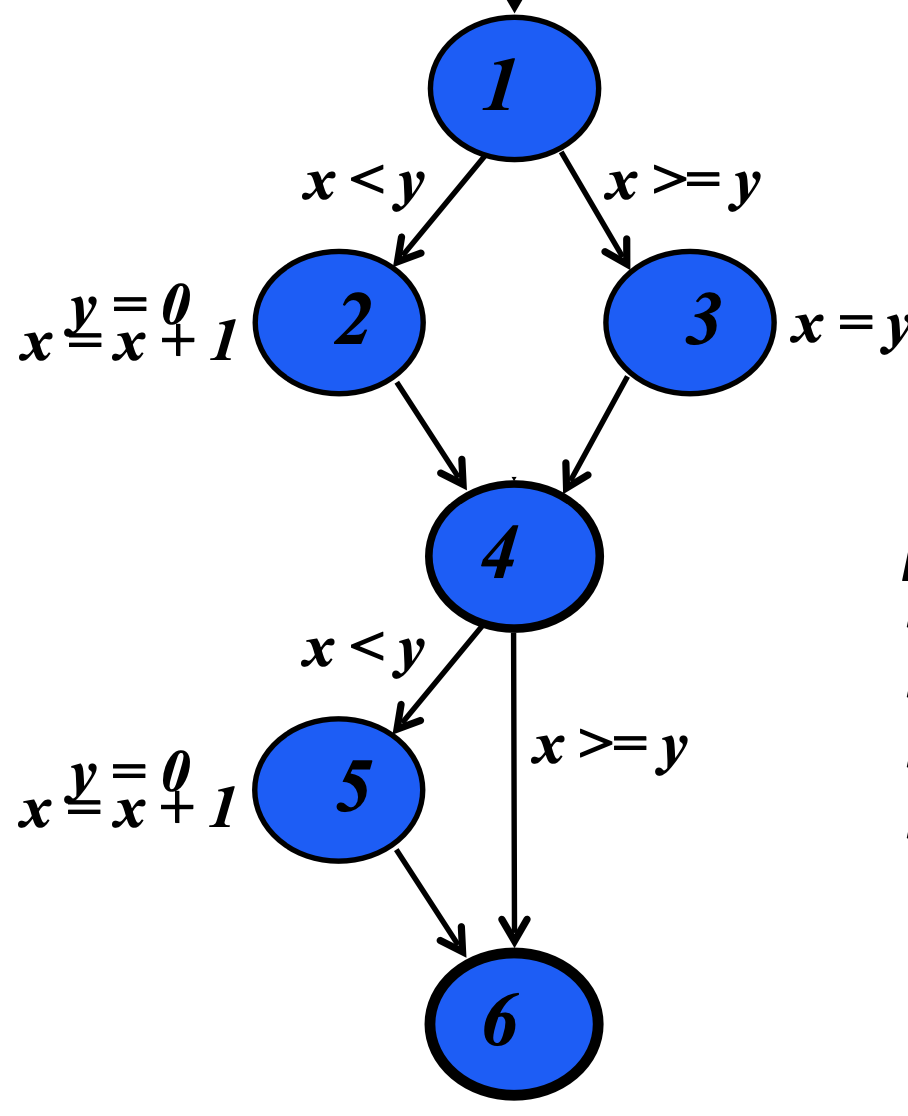 1
x < y
x >= y
2
y = 0
x = x + 1
3
x = y
4
x < y
x >= y
5
y = 0
x = x + 1
6